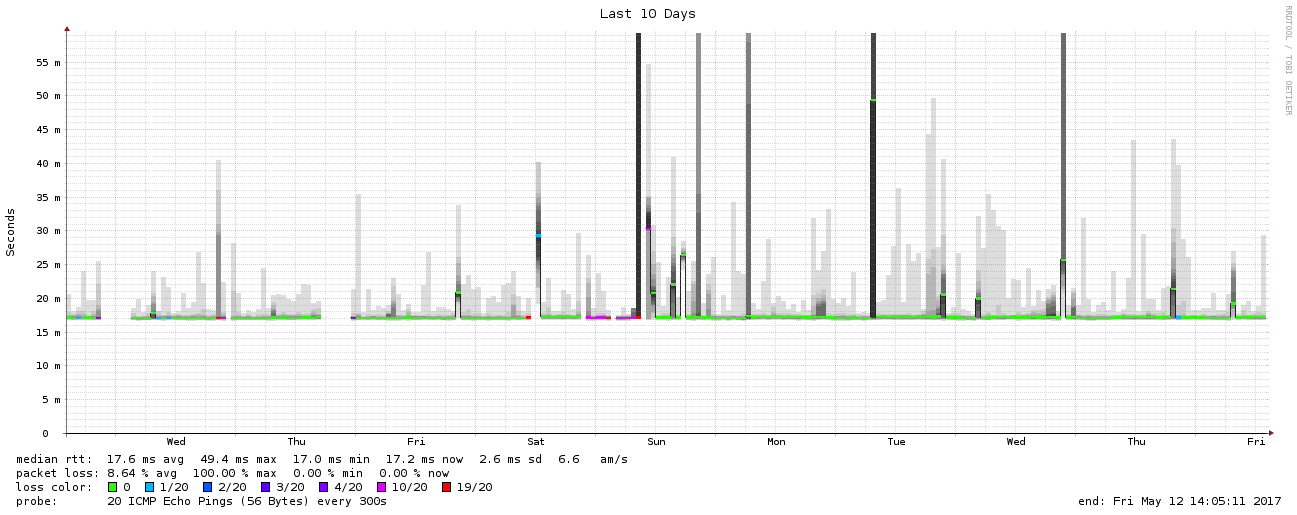 Last 10 Days
RRDTOOL / TOBI OETIKER
Seconds
55 m
50 m
45 m
40 m
35 m
30 m
25 m
20 m
15 m
10 m
5 m
0
Wed Thu Fri Sat Sun Mon Tue Wed Thu Fri
median rtt: 17.6 ms avg 49.4 ms max 17.0 ms min 17.2 ms now 2.6 ms sd 6.6 am/s
packet loss: 8.64 % avg 100.00 % max 0.00 % min 0.00 % now
loss color: 0 1/20 2/20 3/20 4/20 10/20 19/20
probe: 20 ICMP Echo Pings (56 Bytes) every 300s end: Fri May 12 14:05:11 2017